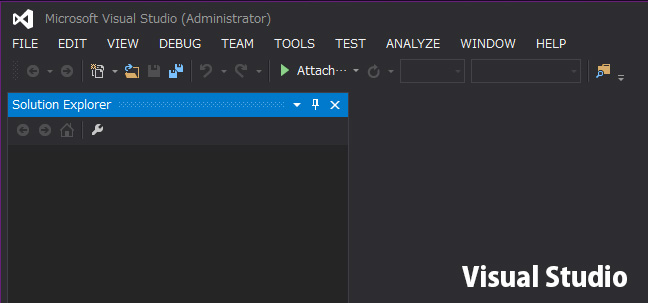 Microsoft Visual Studio (Administrator)
FILE EDIT VIEW DEBUG TEAM TOOLS TEST ANALYZE WINDOW HELP
Attach...
Solution Explorer
Visual Studio